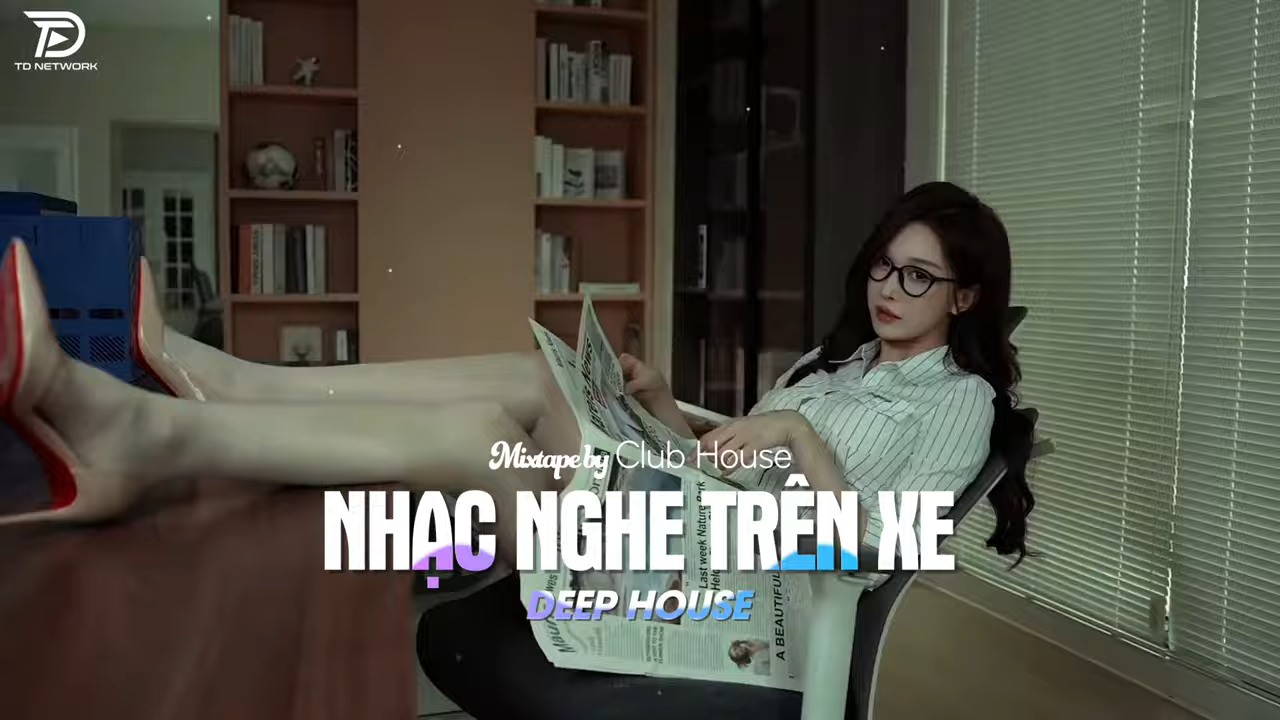 TD NETWORK
Mixtape by Club House
NHẠC NGHE TRÊN XE
DEEP HOUSE
Last week Nature Park
A BEAUTIFUL